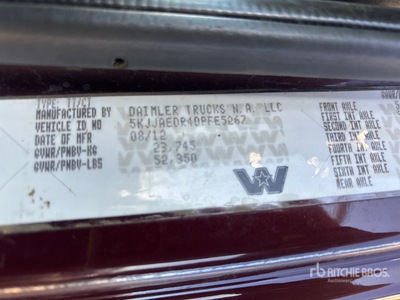 TYPE: TT/CT
MANUFACTURED BY DAIMLER TRUCKS N.A. LLC
VEHICLE ID NO 5KJJAEDR4DPFE5267
DATE OF MFR 08/12
GVWR/PNBV-KG 23,745
GVWR/PNBV-LBS 52,350
FRONT AXLE
FIRST INT AXLE
SECOND INT AXLE
THIRD INT AXLE
FOURTH INT AXLE
FIFTH INT AXLE
SIXTH INT AXLE
REAR AXLE
rb RITCHIE BROS.